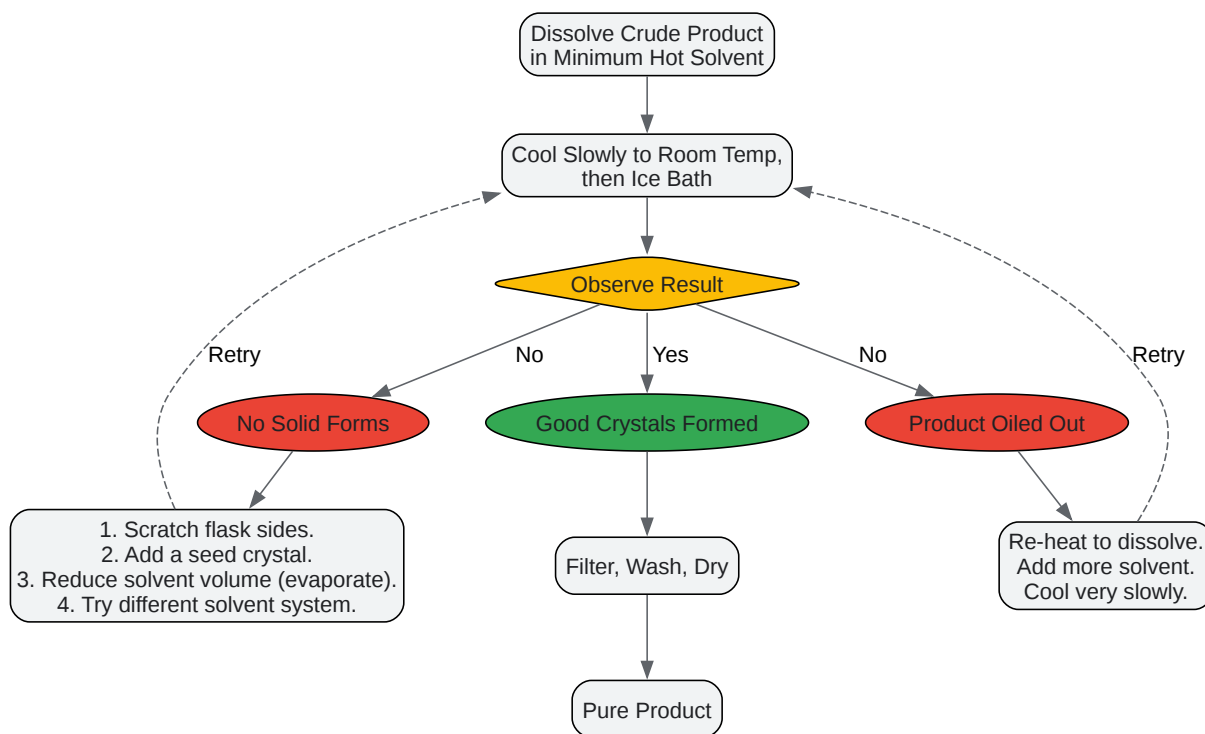 Dissolve Crude Product
in Minimum Hot Solvent
Cool Slowly to Room Temp,
then Ice Bath
Observe Result
Retry
No
Yes
No
Retry
No Solid Forms
Good Crystals Formed
Product Oiled Out
1. Scratch flask sides.
2. Add a seed crystal.
3. Reduce solvent volume (evaporate).
4. Try different solvent system.
Filter, Wash, Dry
Re-heat to dissolve.
Add more solvent.
Cool very slowly.
Pure Product